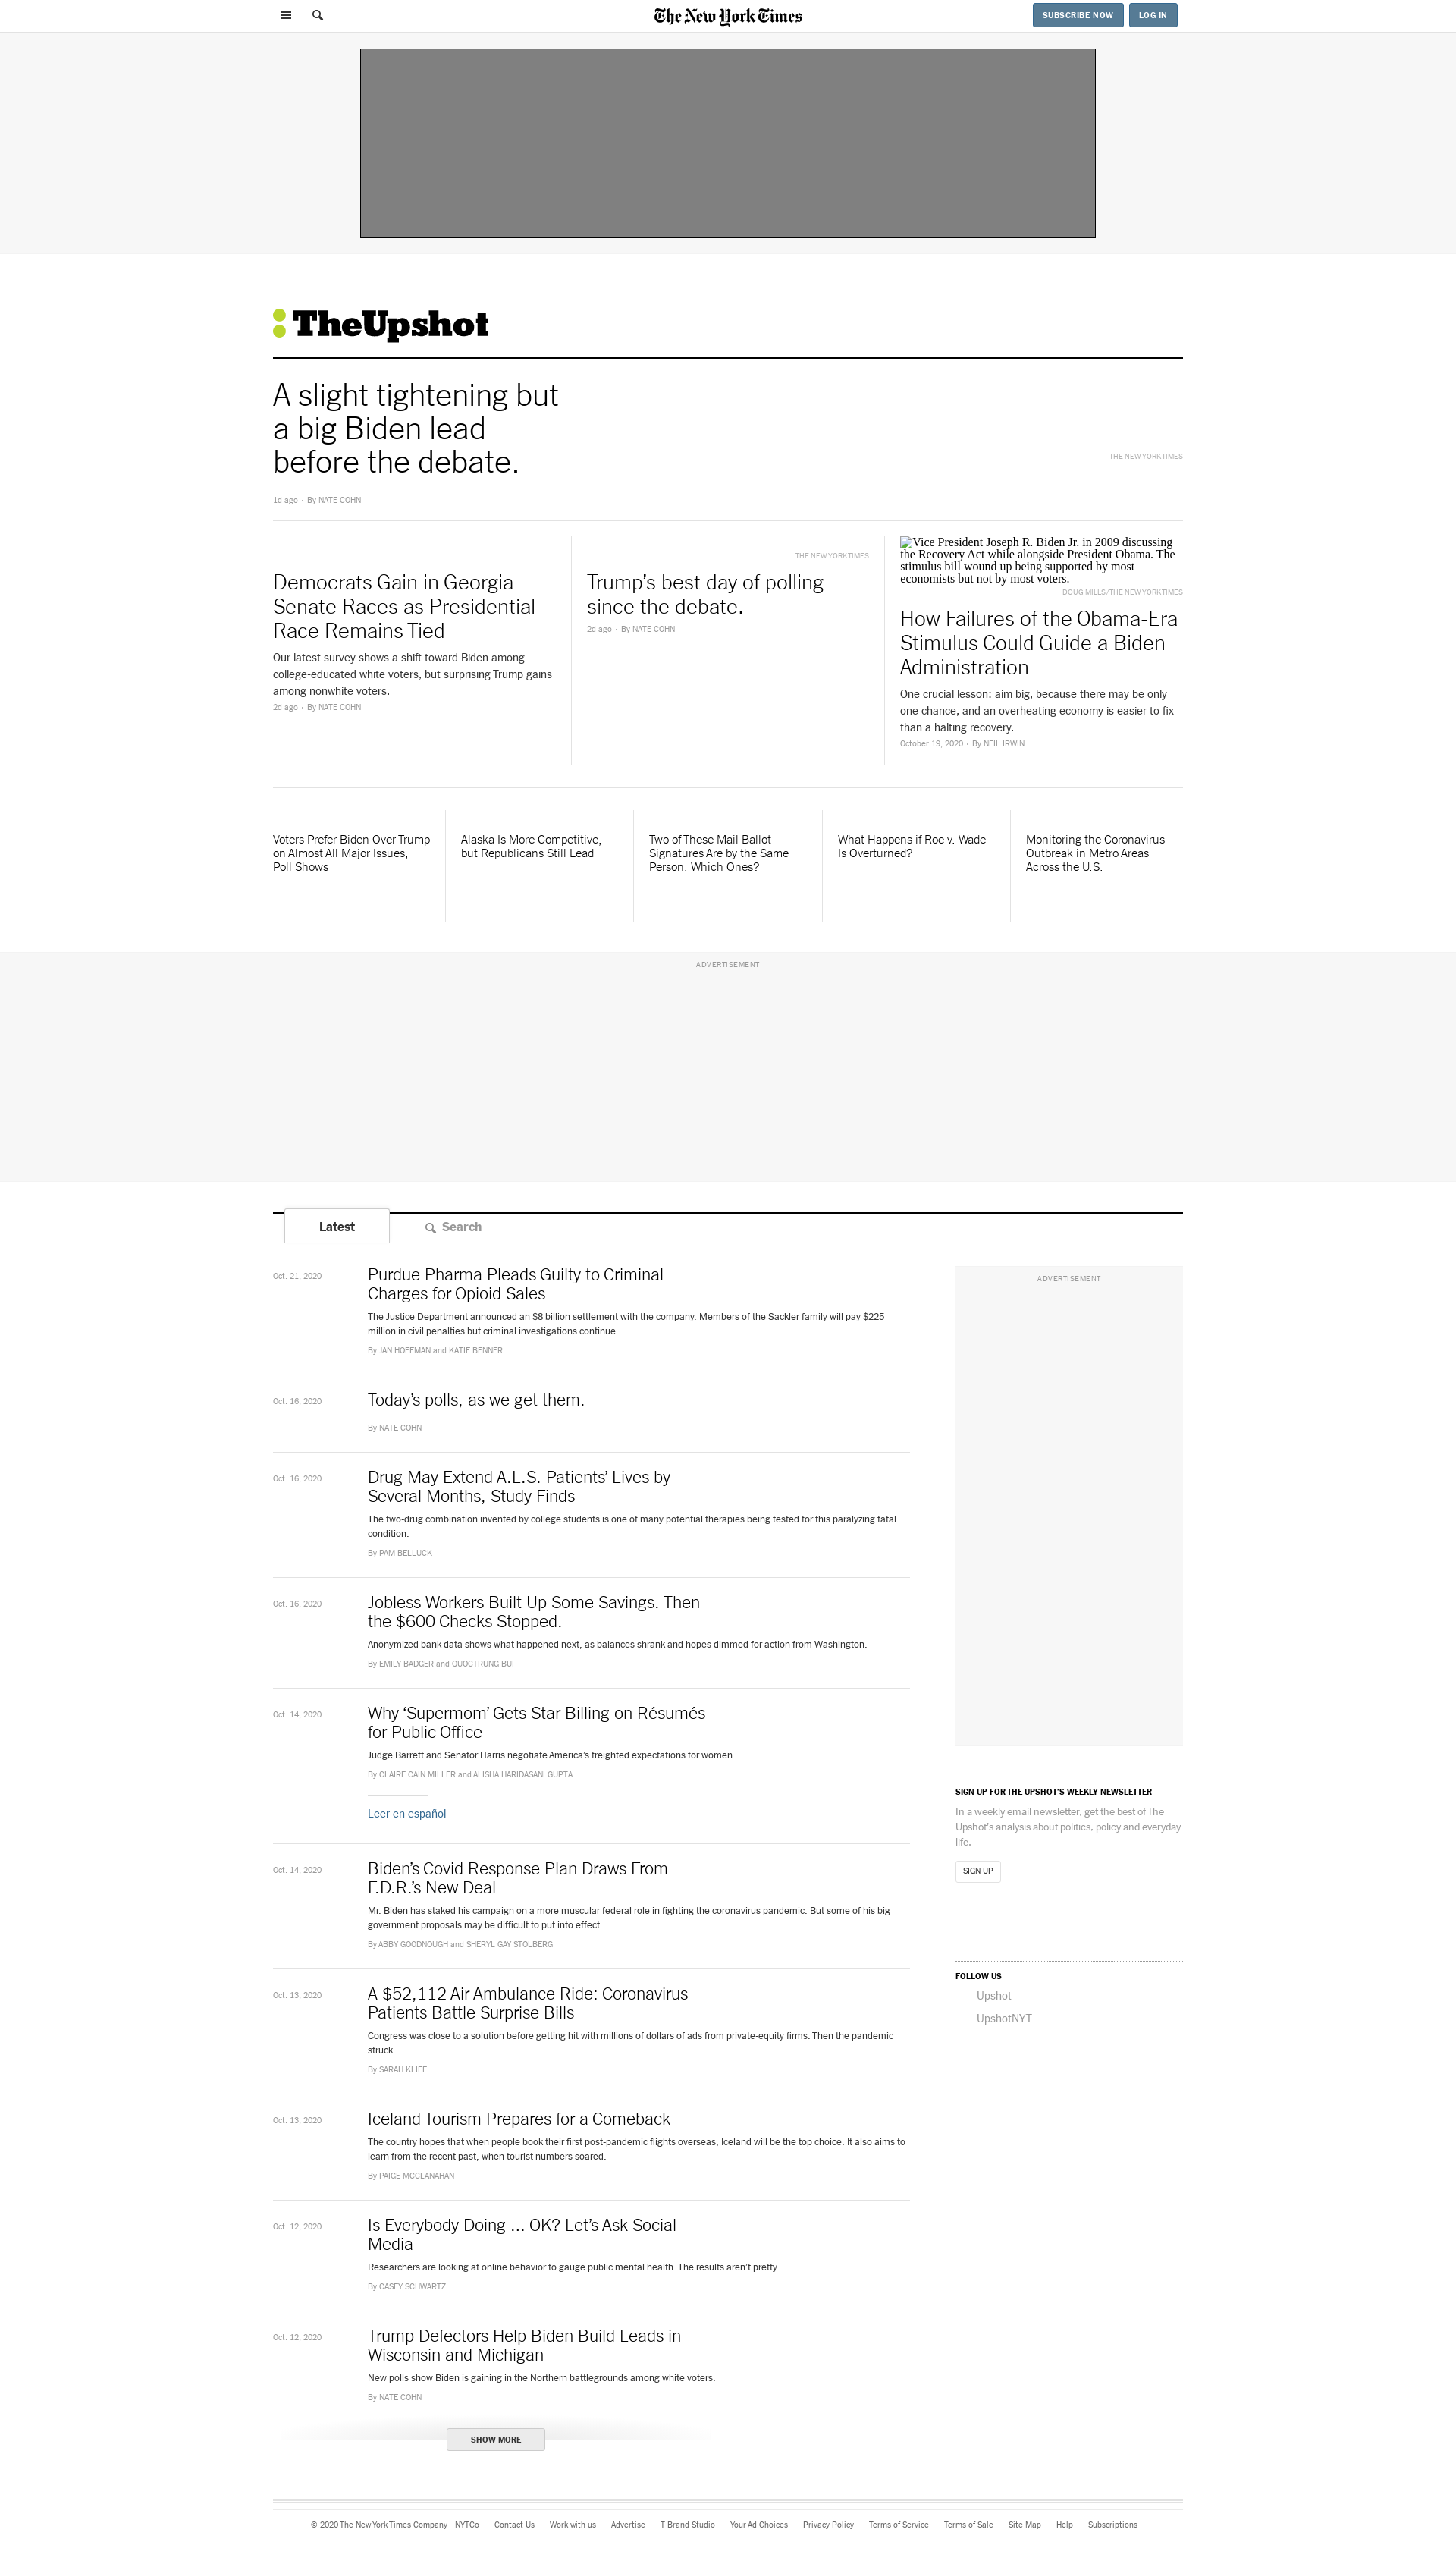 The New York Times
SUBSCRIBE NOW
LOG IN
TheUpshot
A slight tightening but
a big Biden lead
before the debate.
THE NEW YORK TIMES
1d ago • By NATE COHN
Democrats Gain in Georgia
Senate Races as Presidential
Race Remains Tied
Our latest survey shows a shift toward Biden among
college-educated white voters, but surprising Trump gains
among nonwhite voters.
2d ago • By NATE COHN
THE NEW YORK TIMES
Trump’s best day of polling
since the debate.
2d ago • By NATE COHN
Vice President Joseph R. Biden Jr. in 2009 discussing
the Recovery Act while alongside President Obama. The
stimulus bill wound up being supported by most
economists but not by most voters.
DOUG MILLS/THE NEW YORK TIMES
How Failures of the Obama-Era
Stimulus Could Guide a Biden
Administration
One crucial lesson: aim big, because there may be only
one chance, and an overheating economy is easier to fix
than a halting recovery.
October 19, 2020 • By NEIL IRWIN
Voters Prefer Biden Over Trump
on Almost All Major Issues,
Poll Shows
Alaska Is More Competitive,
but Republicans Still Lead
Two of These Mail Ballot
Signatures Are by the Same
Person. Which Ones?
What Happens if Roe v. Wade
Is Overturned?
Monitoring the Coronavirus
Outbreak in Metro Areas
Across the U.S.
ADVERTISEMENT
Latest
Search
Oct. 21, 2020
Purdue Pharma Pleads Guilty to Criminal
Charges for Opioid Sales
The Justice Department announced an $8 billion settlement with the company. Members of the Sackler family will pay $225
million in civil penalties but criminal investigations continue.
By JAN HOFFMAN and KATIE BENNER
Oct. 16, 2020
Today’s polls, as we get them.
By NATE COHN
Oct. 16, 2020
Drug May Extend A.L.S. Patients’ Lives by
Several Months, Study Finds
The two-drug combination invented by college students is one of many potential therapies being tested for this paralyzing fatal
condition.
By PAM BELLUCK
Oct. 16, 2020
Jobless Workers Built Up Some Savings. Then
the $600 Checks Stopped.
Anonymized bank data shows what happened next, as balances shrank and hopes dimmed for action from Washington.
By EMILY BADGER and QUOCTRUNG BUI
Oct. 14, 2020
Why ‘Supermom’ Gets Star Billing on Résumés
for Public Office
Judge Barrett and Senator Harris negotiate America’s freighted expectations for women.
By CLAIRE CAIN MILLER and ALISHA HARIDASANI GUPTA
Leer en español
Oct. 14, 2020
Biden’s Covid Response Plan Draws From
F.D.R.’s New Deal
Mr. Biden has staked his campaign on a more muscular federal role in fighting the coronavirus pandemic. But some of his big
government proposals may be difficult to put into effect.
By ABBY GOODNOUGH and SHERYL GAY STOLBERG
Oct. 13, 2020
A $52,112 Air Ambulance Ride: Coronavirus
Patients Battle Surprise Bills
Congress was close to a solution before getting hit with millions of dollars of ads from private-equity firms. Then the pandemic
struck.
By SARAH KLIFF
Oct. 13, 2020
Iceland Tourism Prepares for a Comeback
The country hopes that when people book their first post-pandemic flights overseas, Iceland will be the top choice. It also aims to
learn from the recent past, when tourist numbers soared.
By PAIGE MCCLANAHAN
Oct. 12, 2020
Is Everybody Doing ... OK? Let’s Ask Social
Media
Researchers are looking at online behavior to gauge public mental health. The results aren’t pretty.
By CASEY SCHWARTZ
Oct. 12, 2020
Trump Defectors Help Biden Build Leads in
Wisconsin and Michigan
New polls show Biden is gaining in the Northern battlegrounds among white voters.
By NATE COHN
SHOW MORE
ADVERTISEMENT
SIGN UP FOR THE UPSHOT’S WEEKLY NEWSLETTER
In a weekly email newsletter, get the best of The
Upshot’s analysis about politics, policy and everyday
life.
SIGN UP
FOLLOW US
Upshot
UpshotNYT
© 2020 The New York Times Company NYTCo Contact Us Work with us Advertise T Brand Studio Your Ad Choices Privacy Policy Terms of Service Terms of Sale Site Map Help Subscriptions